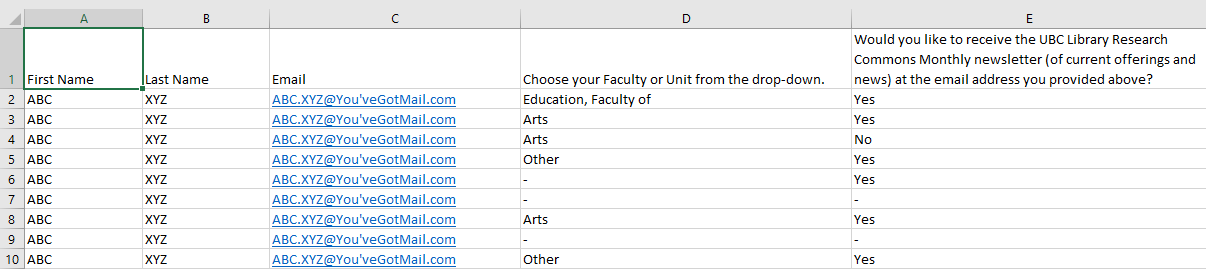 A B C D E
1 First Name Last Name Email Choose your Faculty or Unit from the drop-down. Would you like to receive the UBC Library Research
Commons Monthly newsletter (of current offerings and
news) at the email address you provided above?
2 ABC XYZ ABC.XYZ@You'veGotMail.com Education, Faculty of Yes
3 ABC XYZ ABC.XYZ@You'veGotMail.com Arts Yes
4 ABC XYZ ABC.XYZ@You'veGotMail.com Arts No
5 ABC XYZ ABC.XYZ@You'veGotMail.com Other Yes
6 ABC XYZ ABC.XYZ@You'veGotMail.com - Yes
7 ABC XYZ ABC.XYZ@You'veGotMail.com - -
8 ABC XYZ ABC.XYZ@You'veGotMail.com Arts Yes
9 ABC XYZ ABC.XYZ@You'veGotMail.com - -
10 ABC XYZ ABC.XYZ@You'veGotMail.com Other Yes